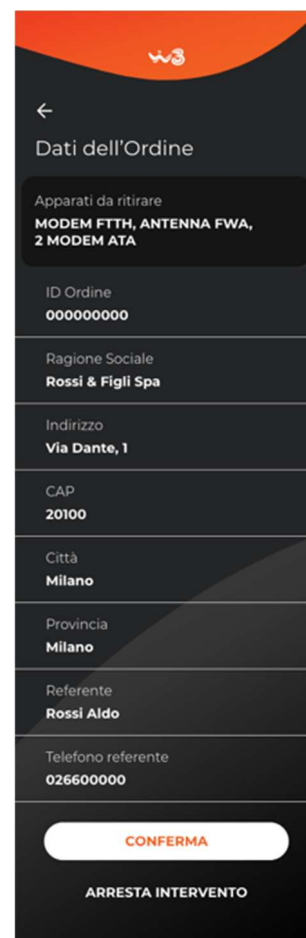 W3
Dati dell’Ordine
Apparati da ritirare
MODEM FTTH, ANTENNA FWA,
2 MODEM ATA
ID Ordine
000000000
Ragione Sociale
Rossi & Figli Spa
Indirizzo
Via Dante, 1
CAP
20100
Città
Milano
Provincia
Milano
Referente
Rossi Aldo
Telefono referente
026600000
CONFERMA
ARRESTA INTERVENTO